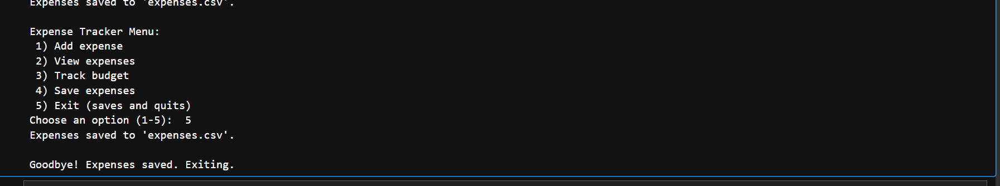 Expenses saved to 'expenses.csv'.
Expense Tracker Menu:
1) Add expense
2) View expenses
3) Track budget
4) Save expenses
5) Exit (saves and quits)
Choose an option (1-5):  5
Expenses saved to 'expenses.csv'.
Goodbye! Expenses saved. Exiting.